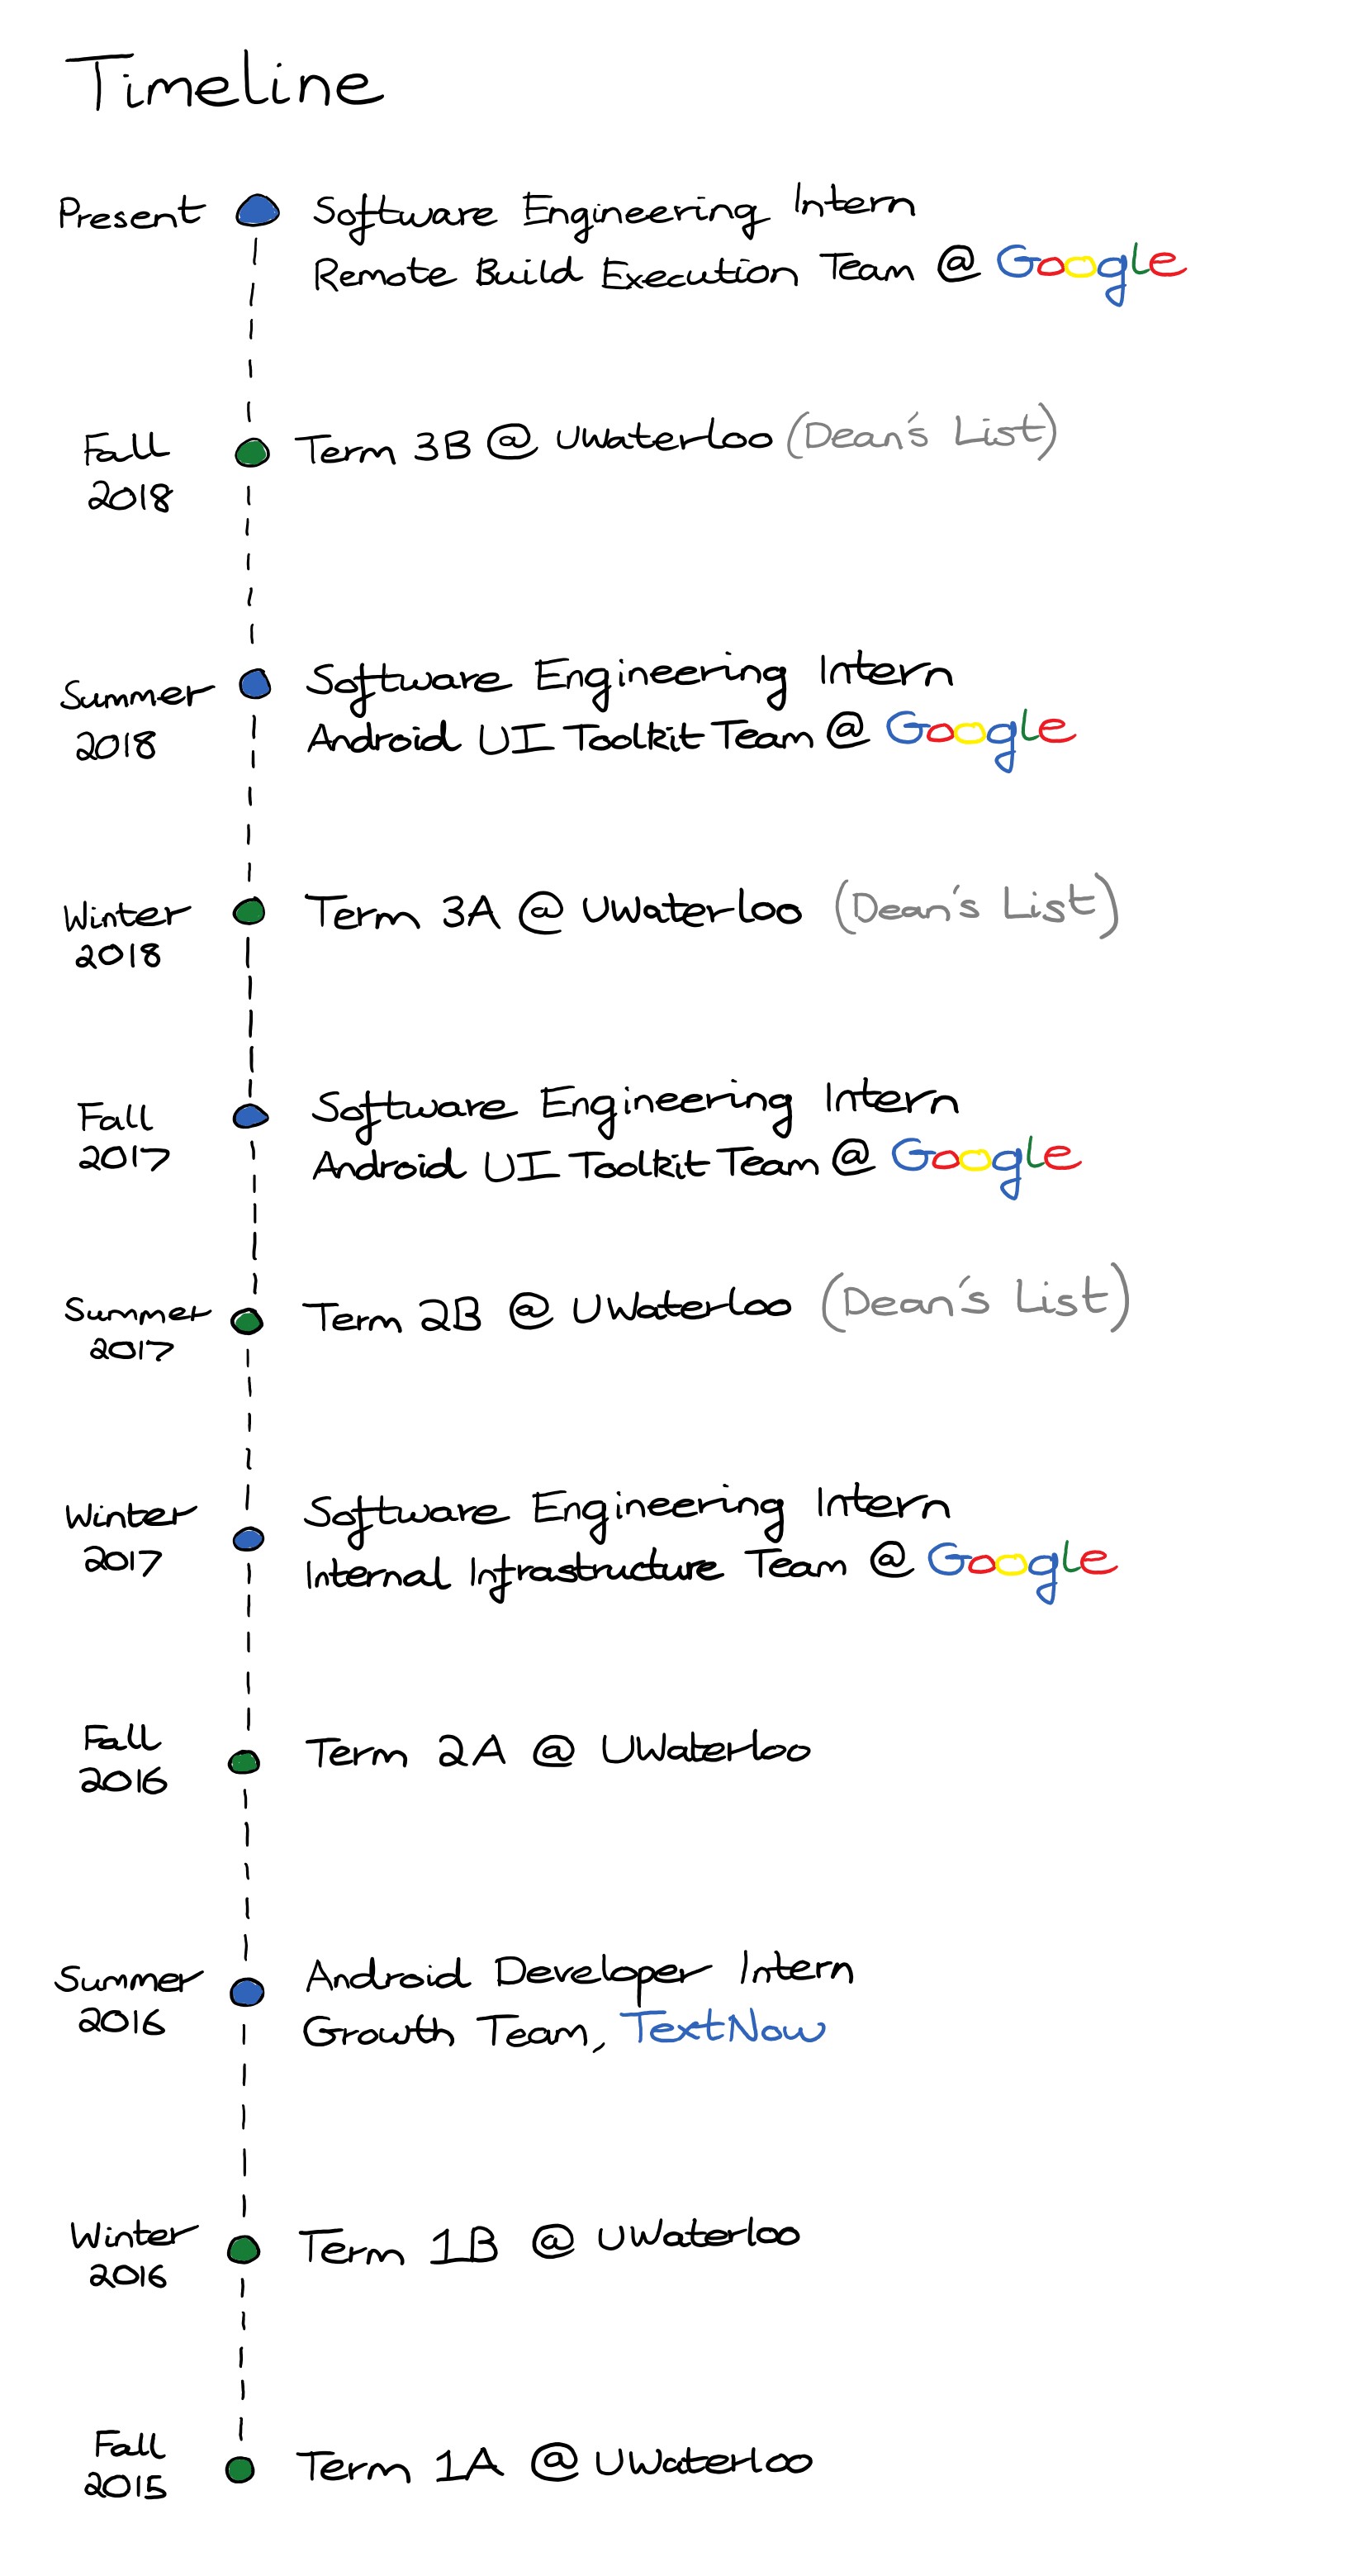 Timeline
Present
Software Engineering Intern
Remote Build Execution Team @ Google
Fall
2018
Term 3B @ UWaterloo (Dean's List)
Summer
2018
Software Engineering Intern
Android UI Toolkit Team @ Google
Winter
2018
Term 3A @ UWaterloo (Dean's List)
Fall
2017
Software Engineering Intern
Android UI Toolkit Team @ Google
Summer
2017
Term 2B @ UWaterloo (Dean's List)
Winter
2017
Software Engineering Intern
Internal Infrastructure Team @ Google
Fall
2016
Term 2A @ UWaterloo
Summer
2016
Android Developer Intern
Growth Team, TextNow
Winter
2016
Term 1B @ UWaterloo
Fall
2015
Term 1A @ UWaterloo